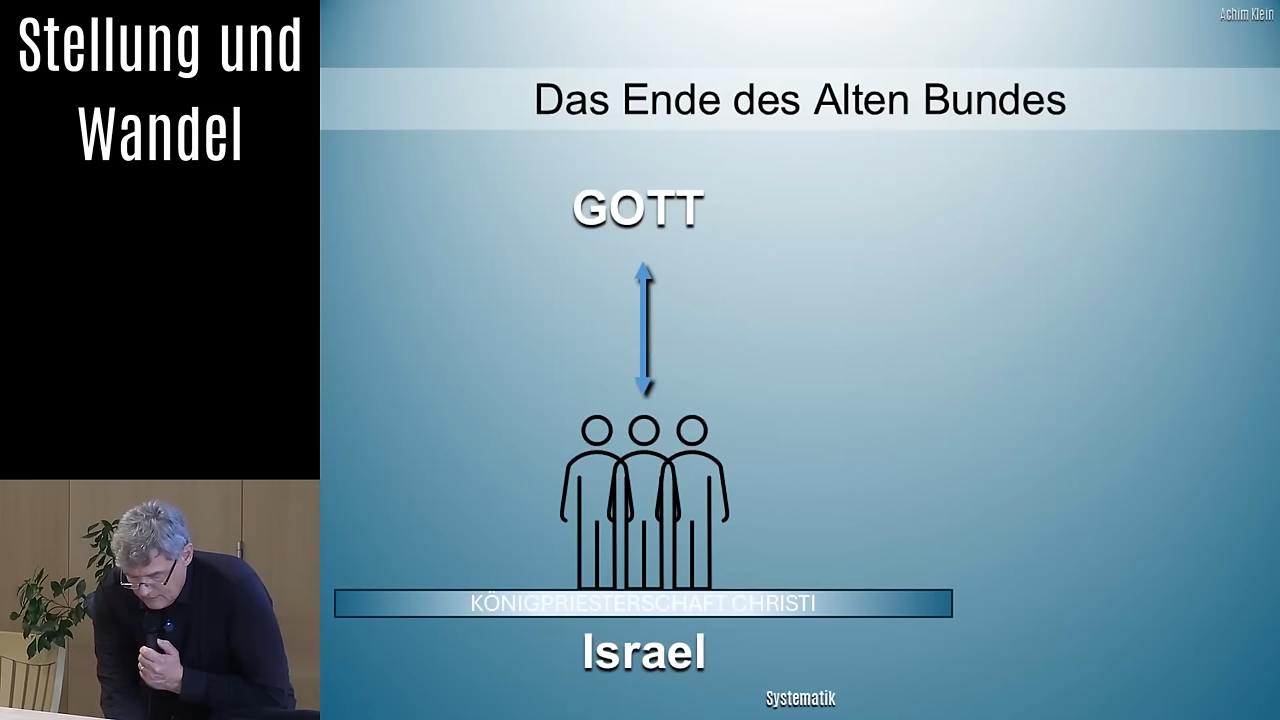 Stellung und
Wandel
Achim Klein
Das Ende des Alten Bundes
GOTT
KÖNIGPRIESTERSCHAFT CHRISTI
Israel
Systematik